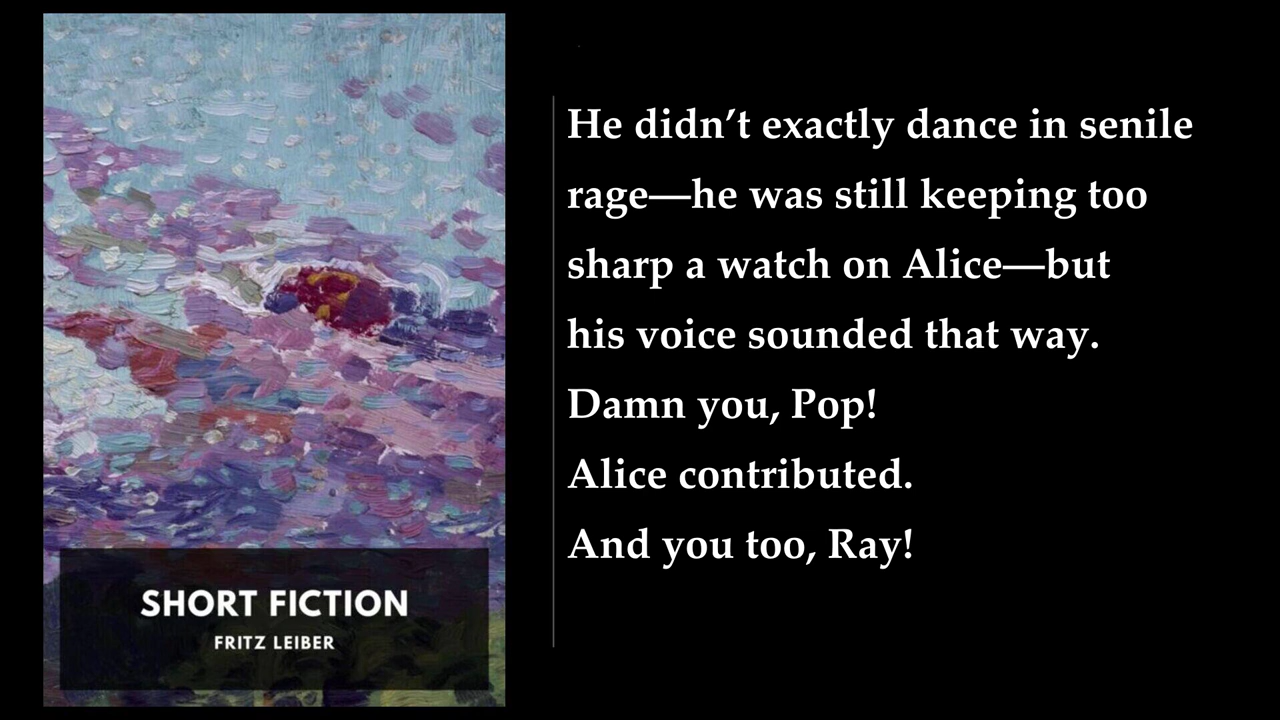 SHORT FICTION
FRITZ LEIBER
He didn’t exactly dance in senile
rage—he was still keeping too
sharp a watch on Alice—but
his voice sounded that way.
Damn you, Pop!
Alice contributed.
And you too, Ray!